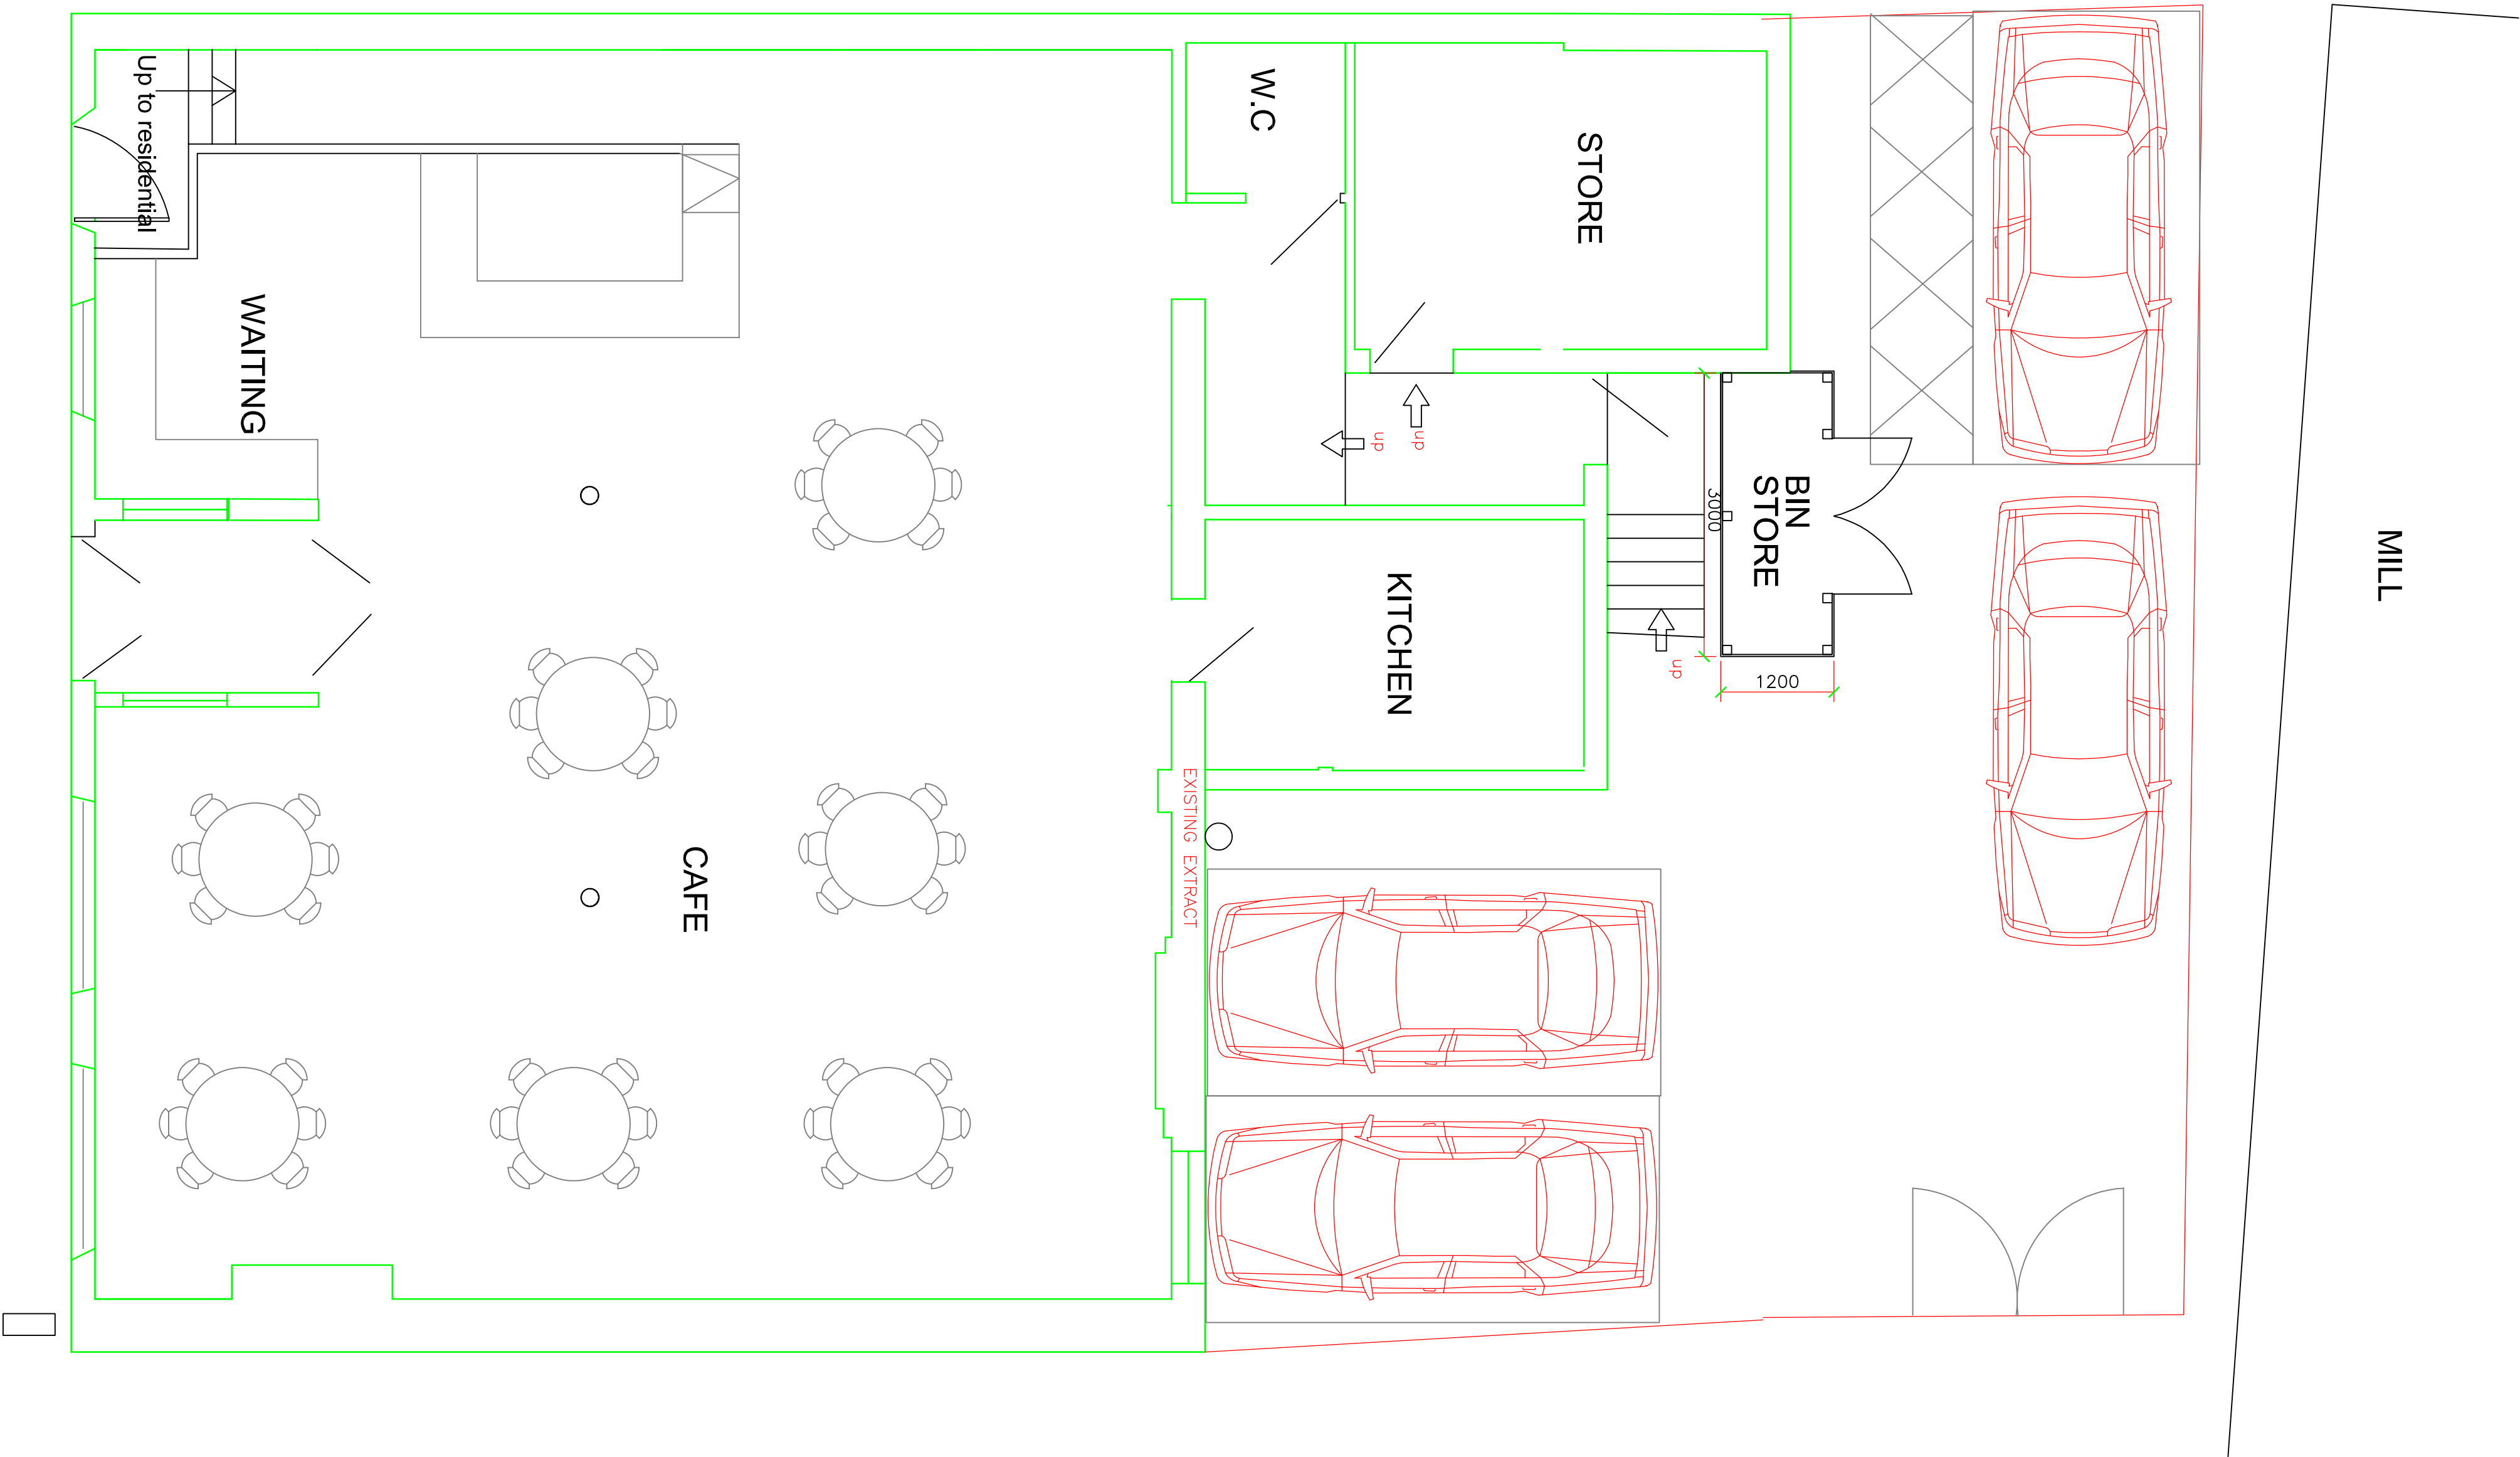 Up to residential
W.C
STORE
WAITING
up
up
3000
BIN
STORE
MILL
KITCHEN
up
1200
EXISTING EXTRACT
CAFE